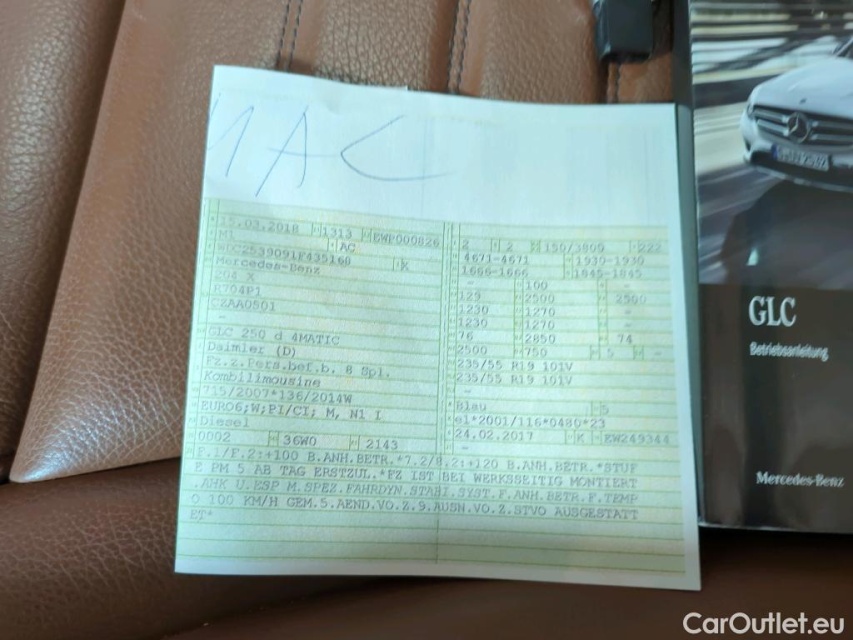 MAC
15.03.2018 1313 EWP000826
M1 AC
WDC2539091F435160
Mercedes-Benz
204 X
R704P1
C2AA0501
-
GLC 250 d 4MATIC
Daimler (D)
Fz.z.Pers.bef.b. 8 Spl.
Kombilimousine
715/2007*136/2014W
EURO6;W;PI/CI; M, N1 I
Diesel
0002 36W0 2143
2 2 150/3800 222
4671-4671 1930-1930
1666-1666 1845-1845
- 100 -
129 2500 2500
1230 1270 -
1230 1270 -
76 2850 74
2500 750 5 -
235/55 R19 101V
235/55 R19 101V
-
Blau 5
e1*2001/116*0480*23
24.02.2017 K EW249344
F.1/F.2:+100 B.ANH.BETR.*7.2/8.2:+120 B.ANH.BETR.*STUF
E PM 5 AB TAG ERSTZUL.*FZ IST BEI WERKSSEITIG MONTIERT
.AHK U.ESP M.SPEZ.FAHRDYN.STABI.SYST.F.ANH.BETR.F.TEMP
O 100 KM/H GEM.5.AEND.VO.Z.9.AUSN.VO.Z.STVO AUSGESTATT
ET*
GLC
Betriebsanleitung
Mercedes-Benz
CarOutlet.eu